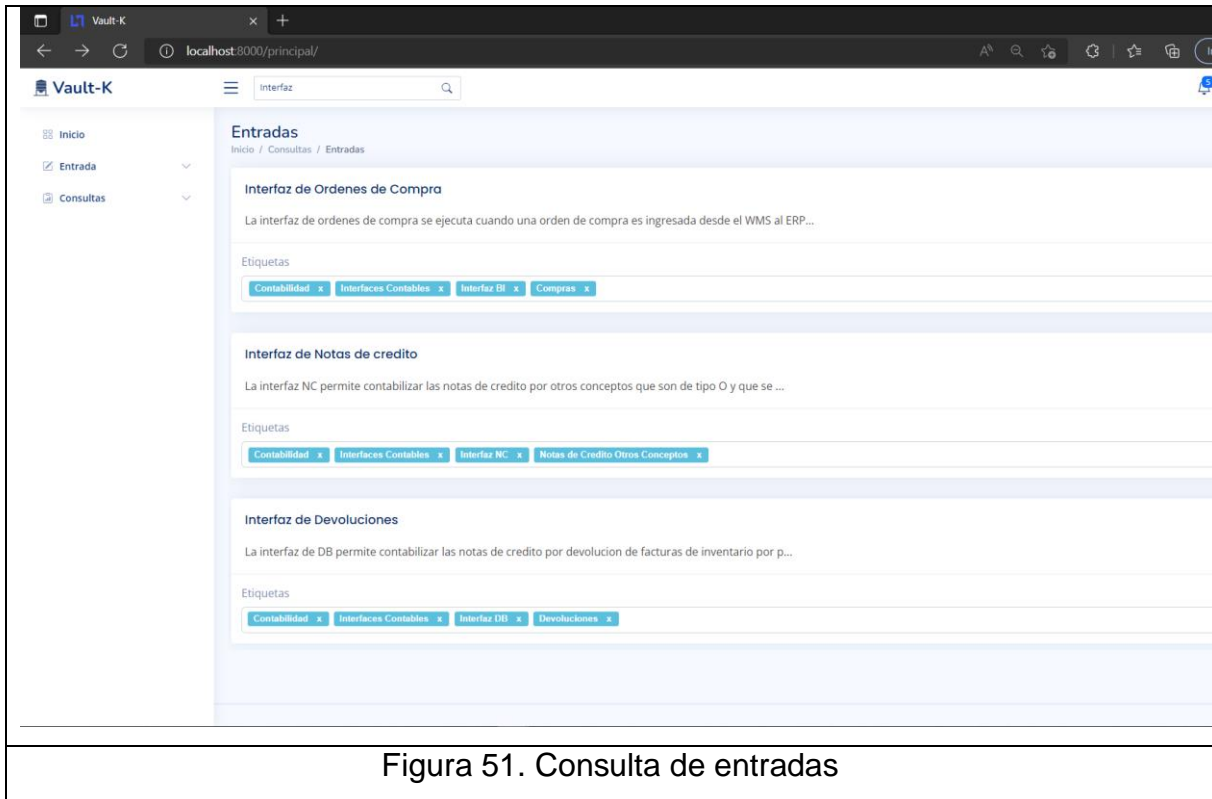 Vault-K
localhost:8000/principal/
Vault-K
Interfaz
5
Inicio
Entrada
Consultas
Entradas
Inicio / Consultas / Entradas
Interfaz de Ordenes de Compra
La interfaz de ordenes de compra se ejecuta cuando una orden de compra es ingresada desde el WMS al ERP...
Etiquetas
Contabilidad x Interfaces Contables x Interfaz BI x Compras x
Interfaz de Notas de credito
La interfaz NC permite contabilizar las notas de credito por otros conceptos que son de tipo O y que se ...
Etiquetas
Contabilidad x Interfaces Contables x Interfaz NC x Notas de Credito Otros Conceptos x
Interfaz de Devoluciones
La interfaz de DB permite contabilizar las notas de credito por devolucion de facturas de inventario por p...
Etiquetas
Contabilidad x Interfaces Contables x Interfaz DB x Devoluciones x
Figura 51. Consulta de entradas